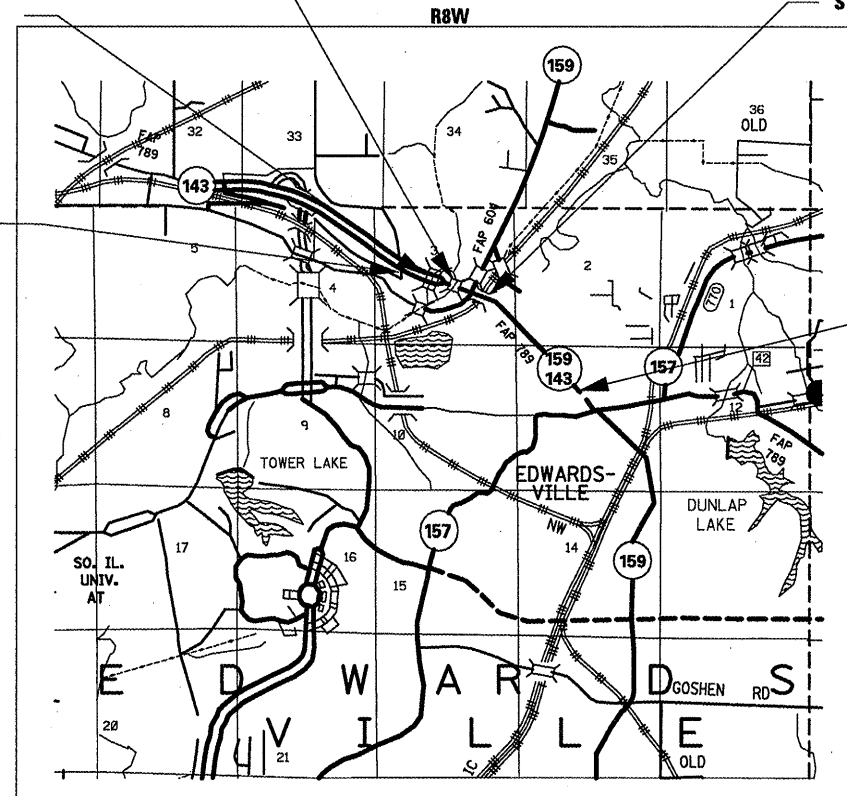 R8W
S
159
36
OLD
32
33
34
FAP
789
35
143
3
FAP 604
5
2
4
770
1
FAP 789
159
143
157
42
8
9
10
12
FAP
789
TOWER LAKE
EDWARDS-
VILLE
DUNLAP
LAKE
157
NW
14
17
16
159
SO. IL.
UNIV.
AT
15
E D W A R D S
GOSHEN RD
20
V I L L E
21
IC
OLD